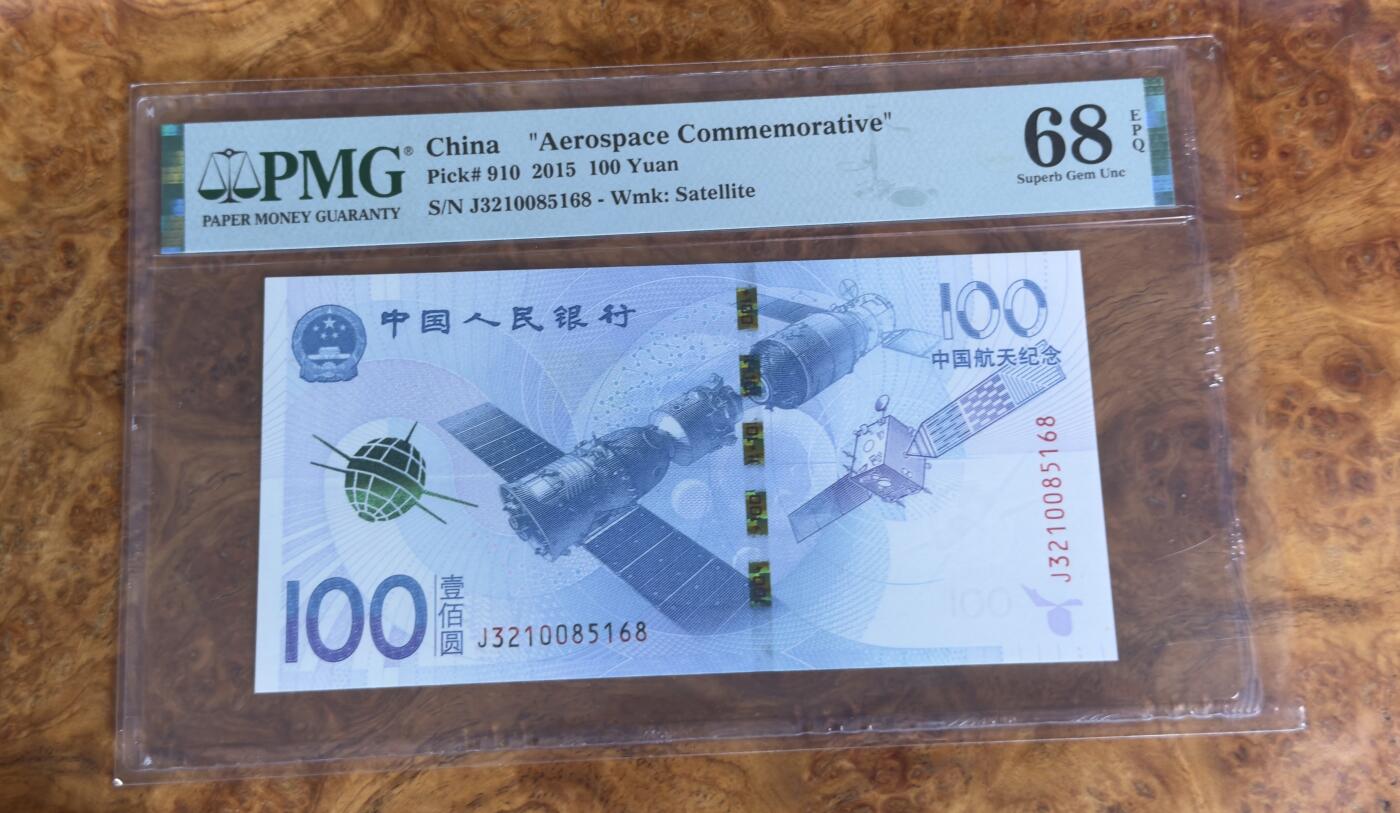 PMG®
PAPER MONEY GUARANTY
China "Aerospace Commemorative"
Pick# 910 2015 100 Yuan
S/N J3210085168 - Wmk: Satellite
68
EPQ
Superb Gem Unc
中国人民银行
100
中国航天纪念
J3210085168
100
壹佰圆
J3210085168
100